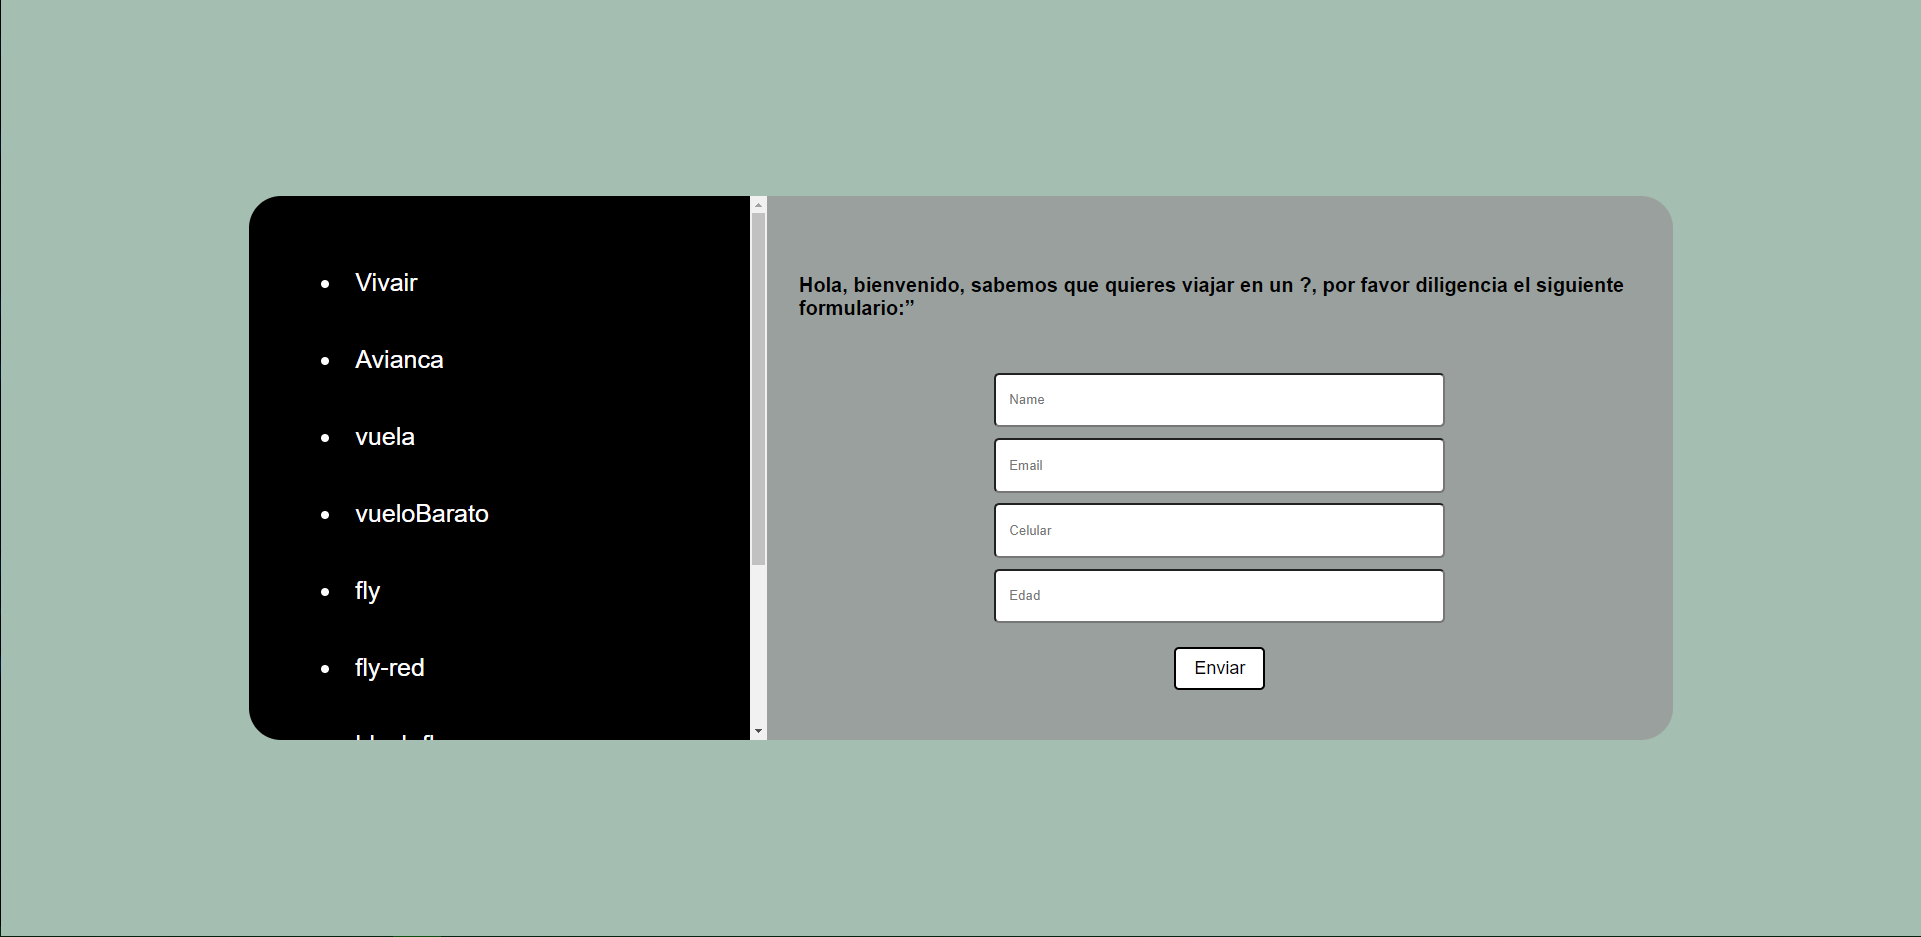 Vivair
Avianca
vuela
vueloBarato
fly
fly-red
Hola, bienvenido, sabemos que quieres viajar en un ?, por favor diligencia el siguiente
formulario:”
Name
Email
Celular
Edad
Enviar